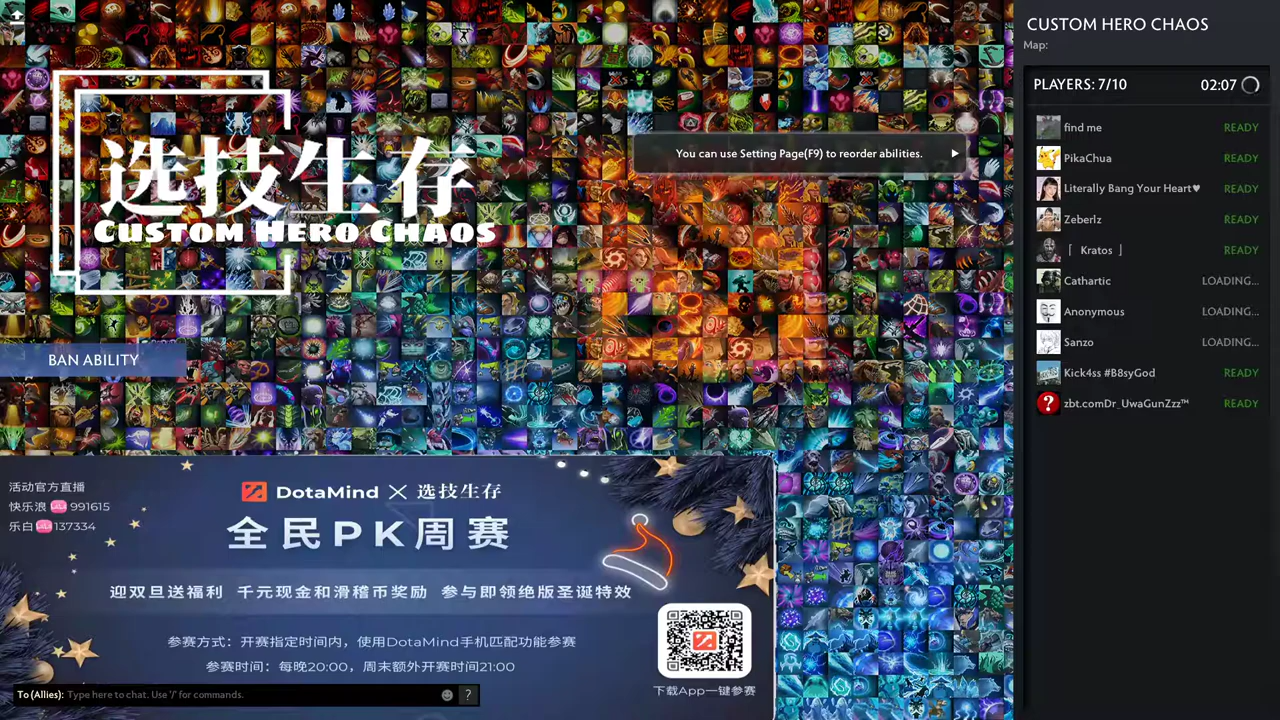 CUSTOM HERO CHAOS
Map:
PLAYERS: 7/10
02:07
find me READY
PikaChua READY
Literally Bang Your Heart♥ READY
Zeberlz READY
[ Kratos ] READY
Cathartic LOADING...
Anonymous LOADING...
Sanzo LOADING...
Kick4ss #B8syGod READY
? zbt.comDr_UwaGunZzz™ READY
You can use Setting Page(F9) to reorder abilities.
选技生存
CUSTOM HERO CHAOS
BAN ABILITY
活动官方直播
快乐浪 991615
乐白 137334
DotaMind × 选技生存
全民PK周赛
迎双旦送福利 千元现金和滑稽币奖励 参与即领绝版圣诞特效
参赛方式：开赛指定时间内，使用DotaMind手机匹配功能参赛
参赛时间：每晚20:00，周末额外开赛时间21:00
下载App一键参赛
To (Allies): Type here to chat. Use '/' for commands.
?